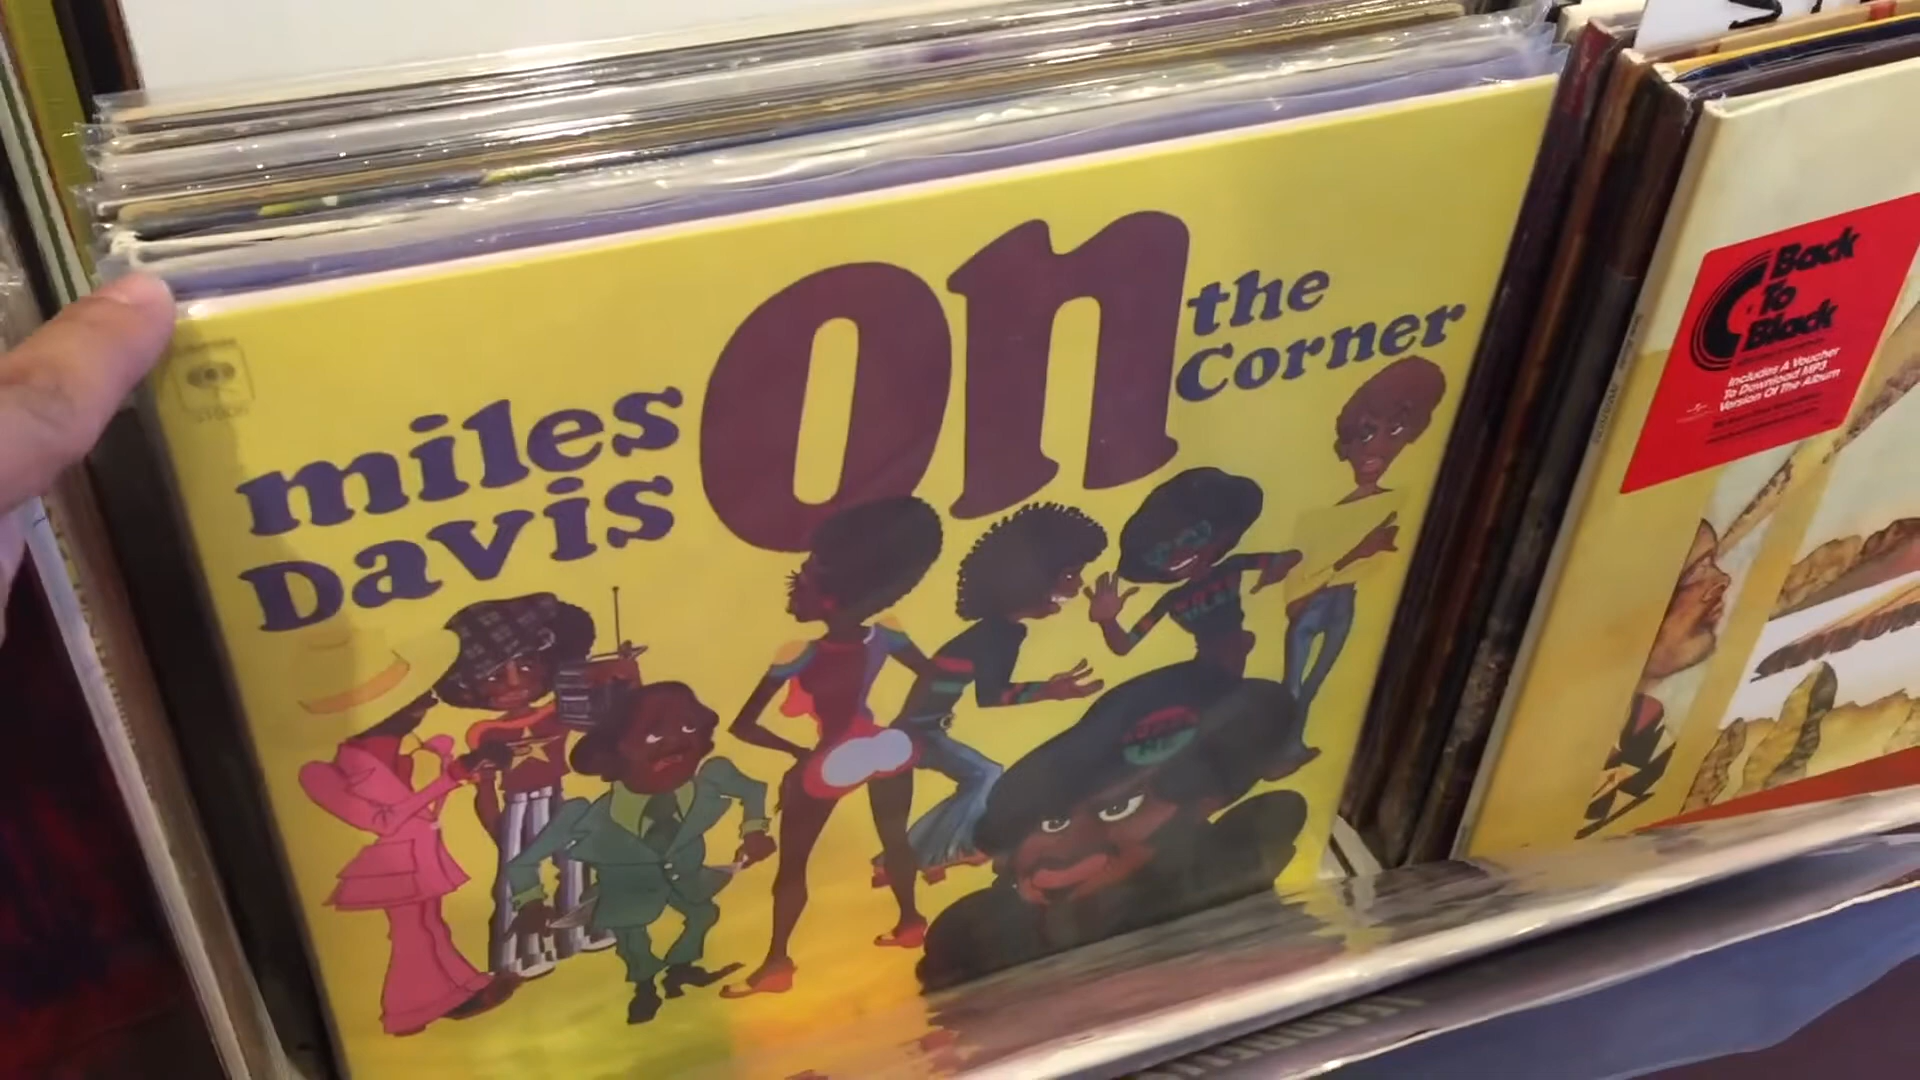 miles
Davis
on
the
Corner
Back
To
Black
Includes A Voucher
To Download MP3
Version Of The Album